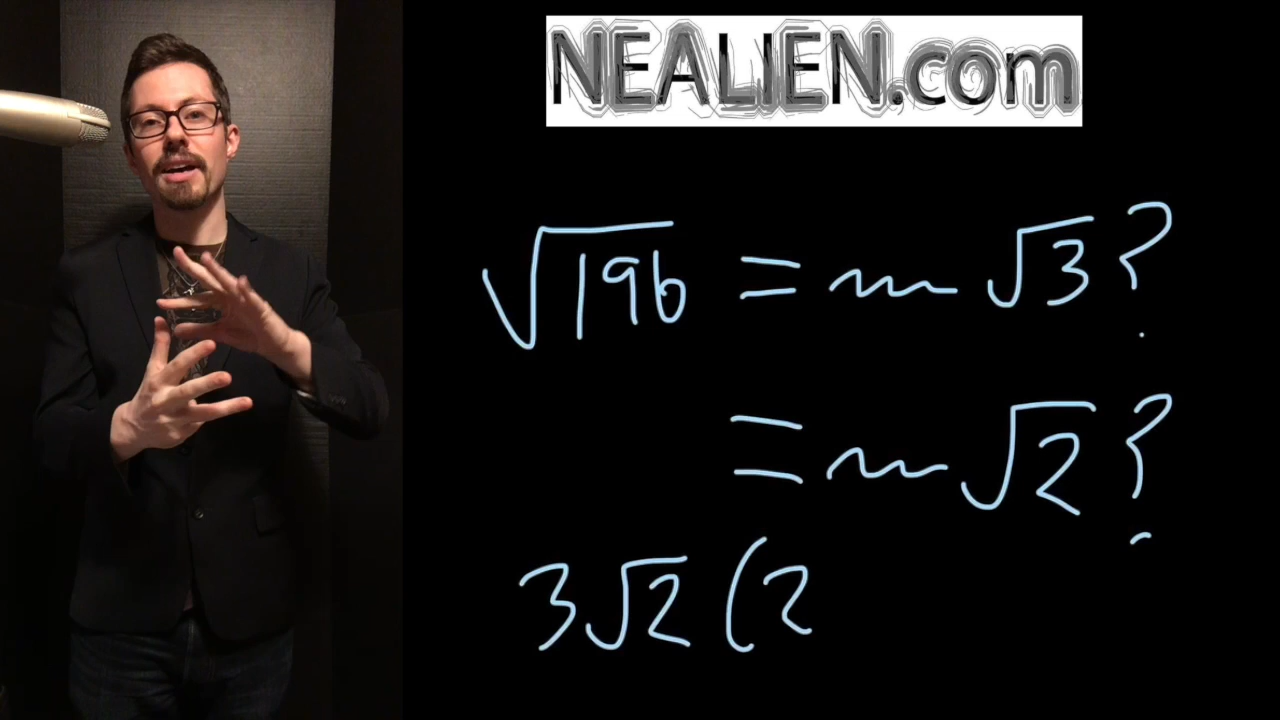 NEALIEN.com
√196 = m √3 ?
= m √2 ?
3√2 (2